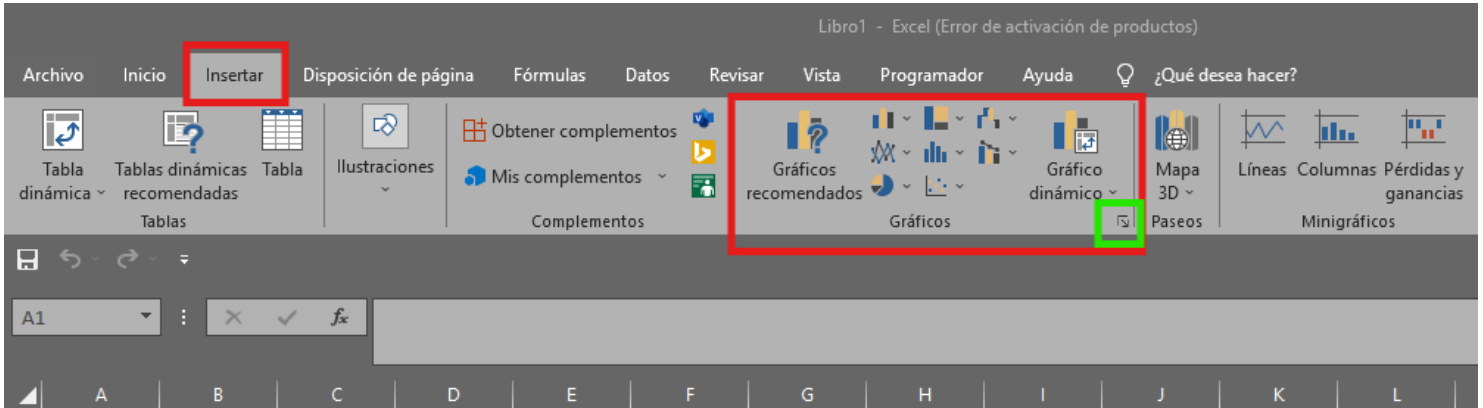 Libro1 - Excel (Error de activación de productos)
Archivo Inicio Insertar Disposición de página Fórmulas Datos Revisar Vista Programador Ayuda ¿Qué desea hacer?
Tabla dinámica
Tablas dinámicas recomendadas
Tabla
Tablas
Ilustraciones
Obtener complementos
Mis complementos
Complementos
Gráficos recomendados
Gráfico dinámico
Gráficos
Mapa 3D
Paseos
Líneas
Columnas
Pérdidas y ganancias
Minigráficos
A1
fx
A B C D E F G H I J K L